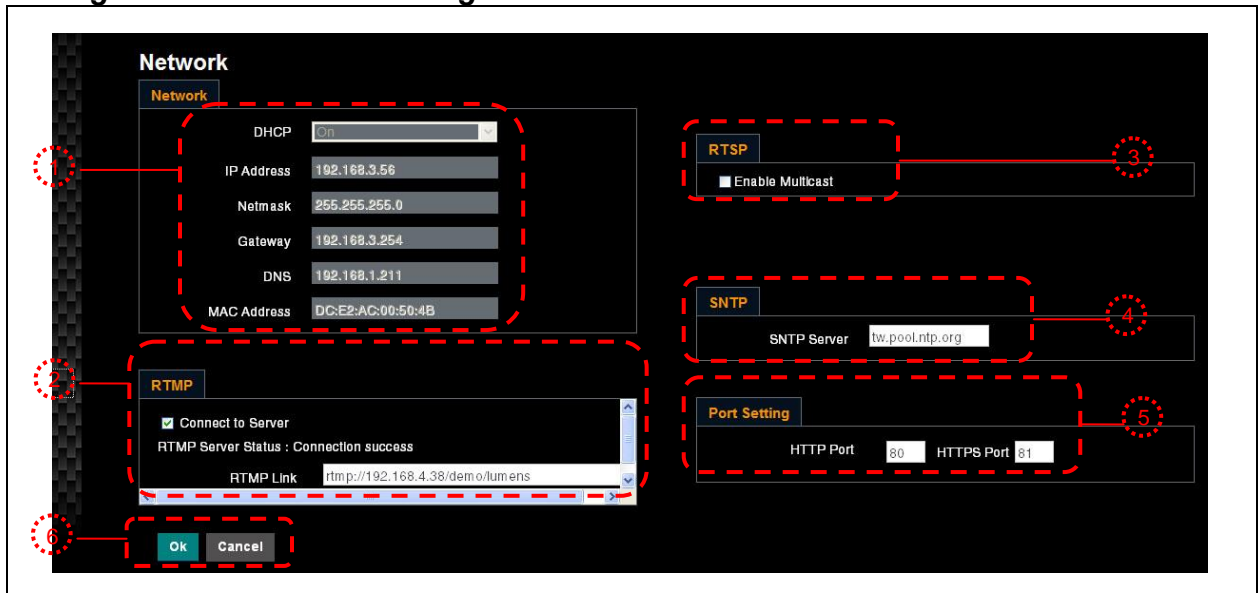 Network
Network
DHCP On
IP Address 192.168.3.56
Netmask 255.255.255.0
Gateway 192.168.3.254
DNS 192.168.1.211
MAC Address DC:E2:AC:00:50:4B
1
RTMP
Connect to Server
RTMP Server Status : Connection success
RTMP Link rtmp://192.168.4.38/demo/lumens
2
RTSP
Enable Multicast
3
SNTP
SNTP Server tw.pool.ntp.org
4
Port Setting
HTTP Port 80 HTTPS Port 81
5
6
Ok Cancel